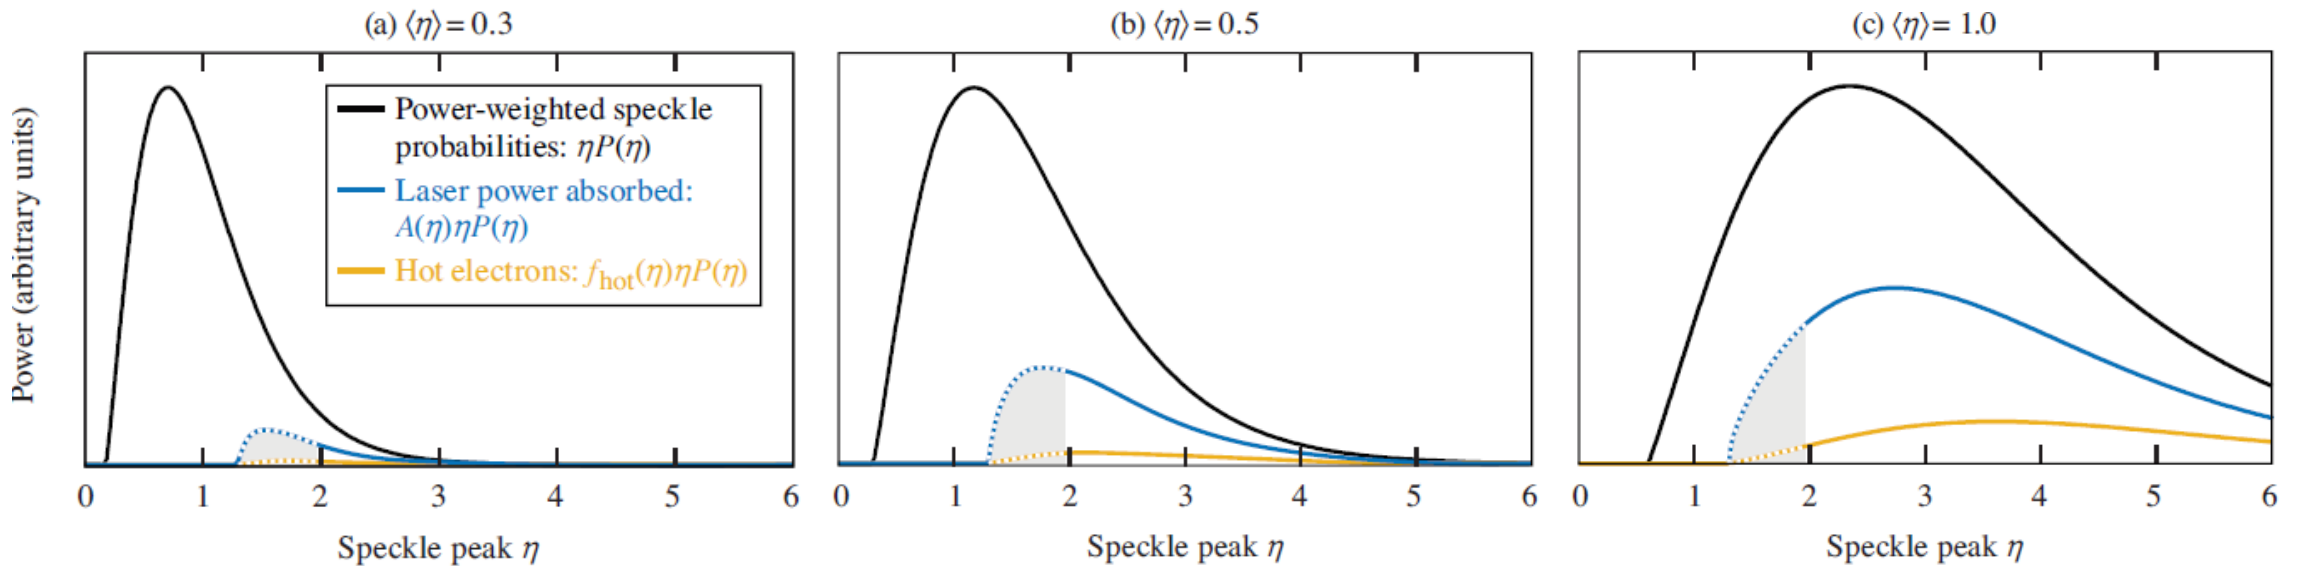 (a) ⟨η⟩ = 0.3
(b) ⟨η⟩ = 0.5
(c) ⟨η⟩ = 1.0
Power (arbitrary units)
Power-weighted speckle
probabilities: ηP(η)
Laser power absorbed:
A(η)ηP(η)
Hot electrons: f_hot(η)ηP(η)
0 1 2 3 4 5 6
0 1 2 3 4 5 6
0 1 2 3 4 5 6
Speckle peak η
Speckle peak η
Speckle peak η